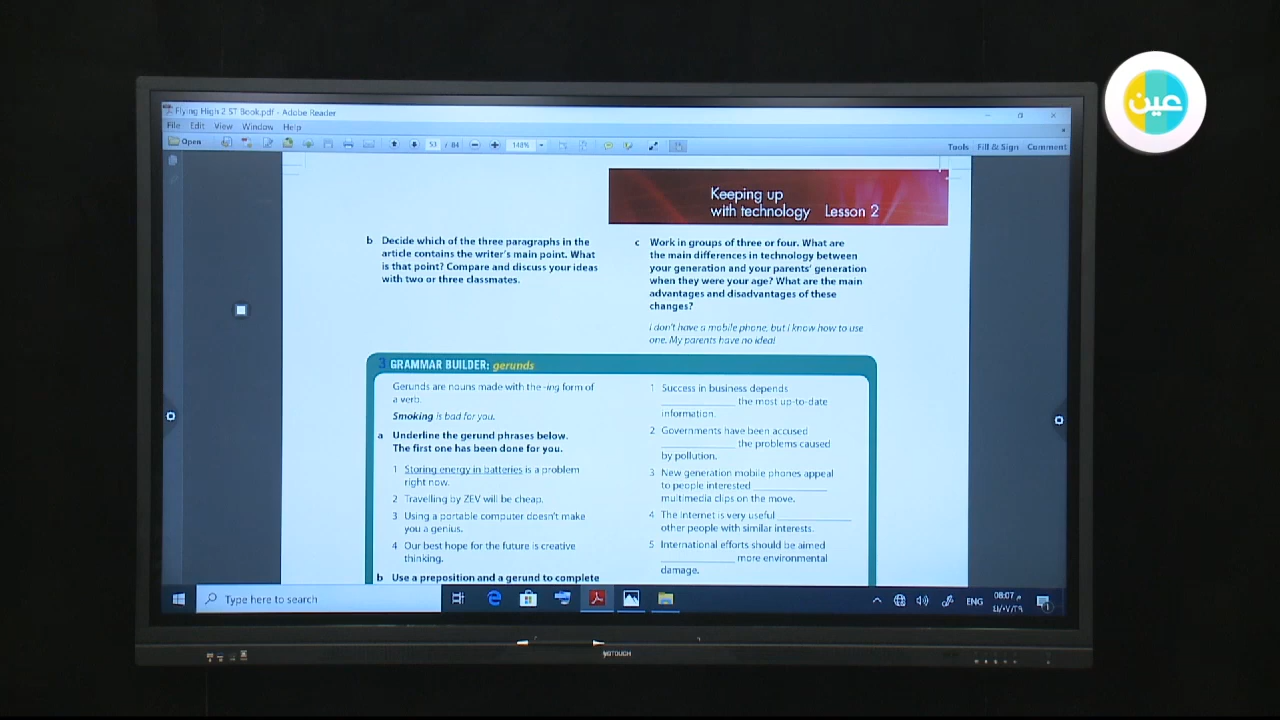 عين
Flying High 2 ST Book.pdf - Adobe Reader
File Edit View Window Help
Open
53 / 84
148%
Tools Fill & Sign Comment
Keeping up
with technology Lesson 2
b Decide which of the three paragraphs in the
article contains the writer's main point. What
is that point? Compare and discuss your ideas
with two or three classmates.
c Work in groups of three or four. What are
the main differences in technology between
your generation and your parents' generation
when they were your age? What are the main
advantages and disadvantages of these
changes?
I don't have a mobile phone, but I know how to use
one. My parents have no idea!
3 GRAMMAR BUILDER: gerunds
Gerunds are nouns made with the -ing form of
a verb.
Smoking is bad for you.
a Underline the gerund phrases below.
The first one has been done for you.
1 Storing energy in batteries is a problem
right now.
2 Travelling by ZEV will be cheap.
3 Using a portable computer doesn't make
you a genius.
4 Our best hope for the future is creative
thinking.
b Use a preposition and a gerund to complete
1 Success in business depends
____________ the most up-to-date
information.
2 Governments have been accused
____________ the problems caused
by pollution.
3 New generation mobile phones appeal
to people interested ____________
multimedia clips on the move.
4 The internet is very useful ____________
other people with similar interests.
5 International efforts should be aimed
____________ more environmental
damage.
Type here to search
ENG
08:07 م